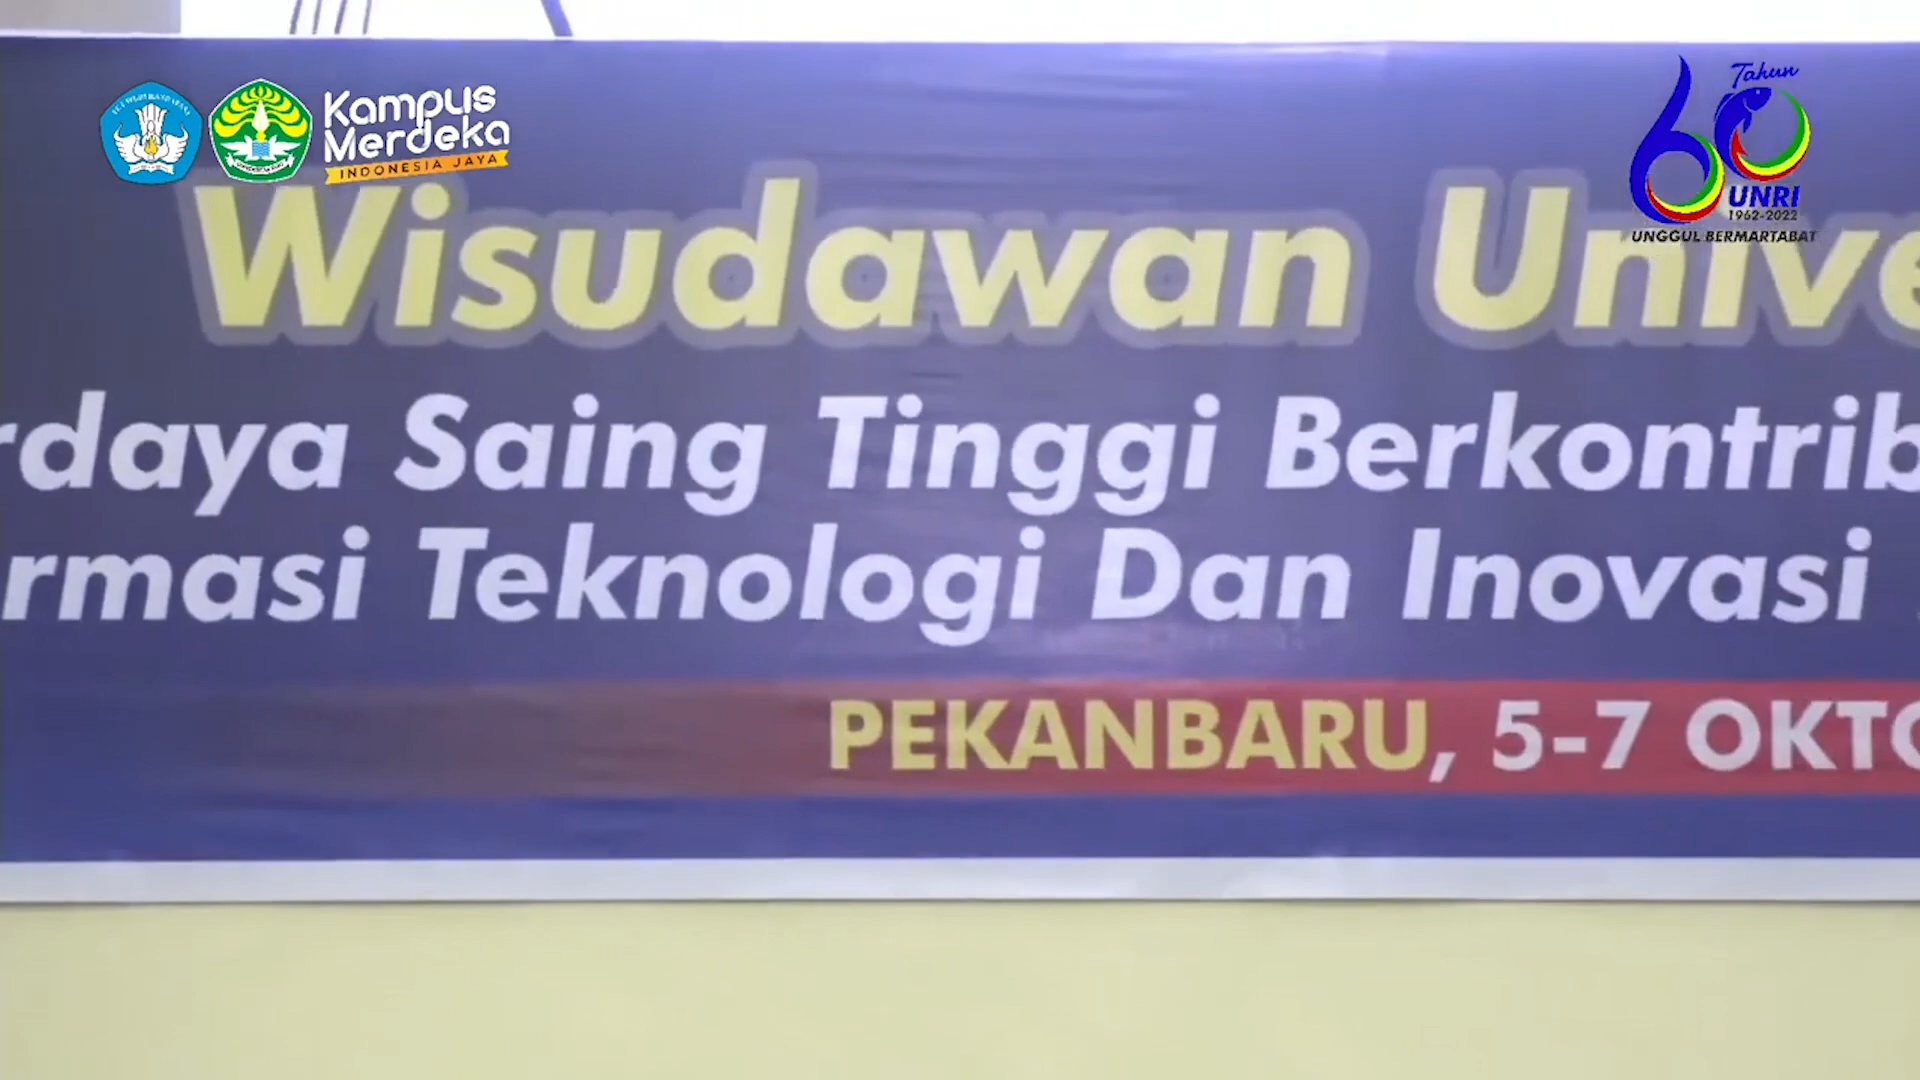 Kampus
Merdeka
INDONESIA JAYA
Tahun
60
UNRI
1962-2022
UNGGUL BERMARTABAT
Wisudawan Unive
rdaya Saing Tinggi Berkontrib
rmasi Teknologi Dan Inovasi
PEKANBARU, 5-7 OKTO